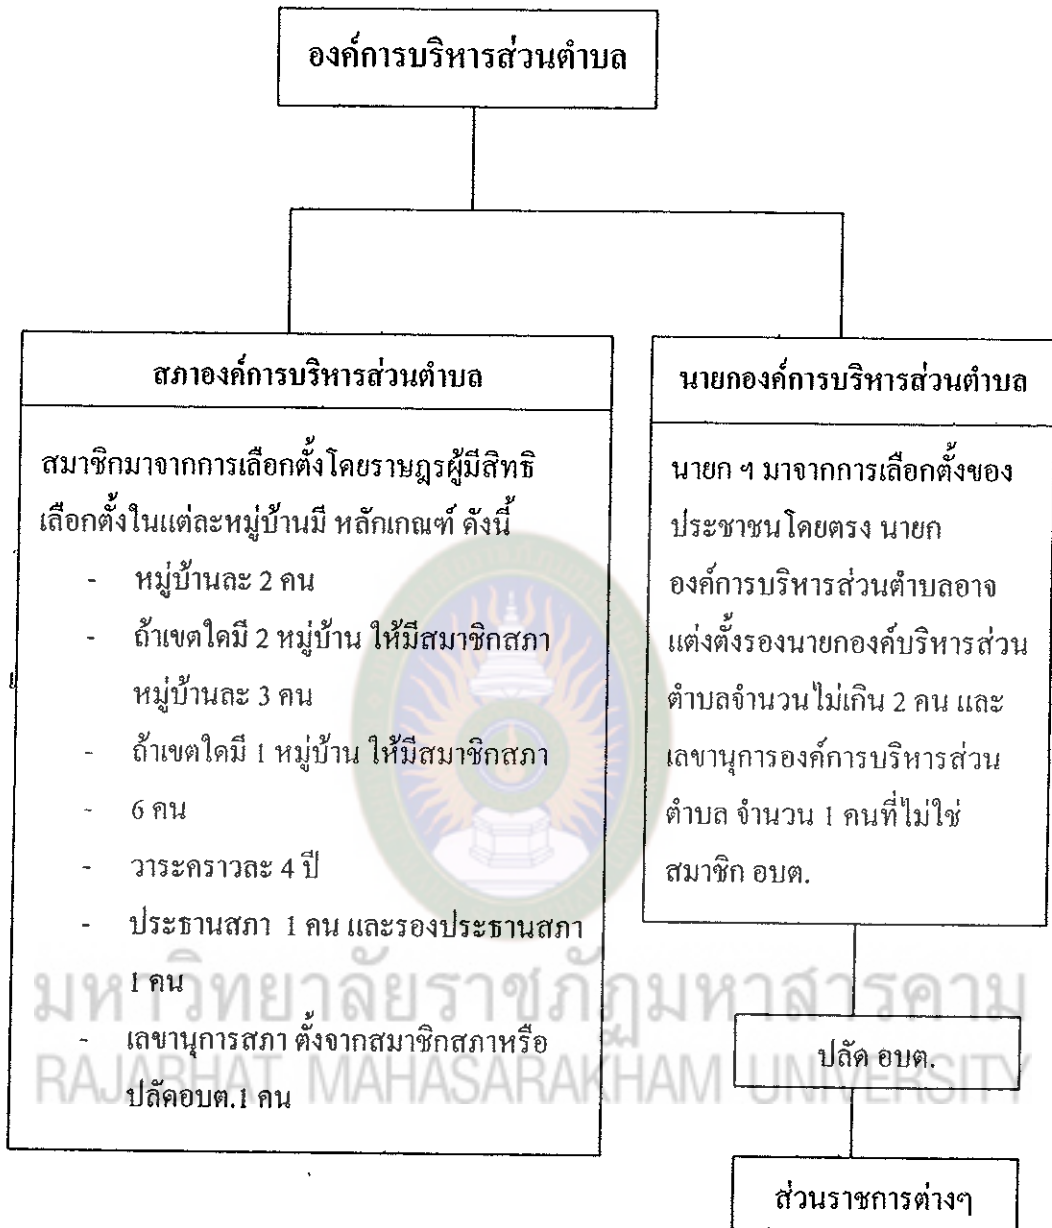 องค์การบริหารส่วนตำบล
สภาองค์การบริหารส่วนตำบล
สมาชิกมาจากการเลือกตั้งโดยราษฎรผู้มีสิทธิ
เลือกตั้งในแต่ละหมู่บ้านมี หลักเกณฑ์ ดังนี้
- หมู่บ้านละ 2 คน
- ถ้าเขตใดมี 2 หมู่บ้าน ให้มีสมาชิกสภา
หมู่บ้านละ 3 คน
- ถ้าเขตใดมี 1 หมู่บ้าน ให้มีสมาชิกสภา
- 6 คน
- วาระคราวละ 4 ปี
- ประธานสภา 1 คน และรองประธานสภา
1 คน
- เลขานุการสภา ตั้งจากสมาชิกสภาหรือ
ปลัดอบต.1 คน
นายกองค์การบริหารส่วนตำบล
นายก ฯ มาจากการเลือกตั้งของ
ประชาชนโดยตรง นายก
องค์การบริหารส่วนตำบลอาจ
แต่งตั้งรองนายกองค์บริหารส่วน
ตำบลจำนวนไม่เกิน 2 คน และ
เลขานุการองค์การบริหารส่วน
ตำบล จำนวน 1 คนที่ไม่ใช่
สมาชิก อบต.
ปลัด อบต.
ส่วนราชการต่างๆ
มหาวิทยาลัยราชภัฏมหาสารคาม
RAJABHAT MAHASARAKHAM UNIVERSITY